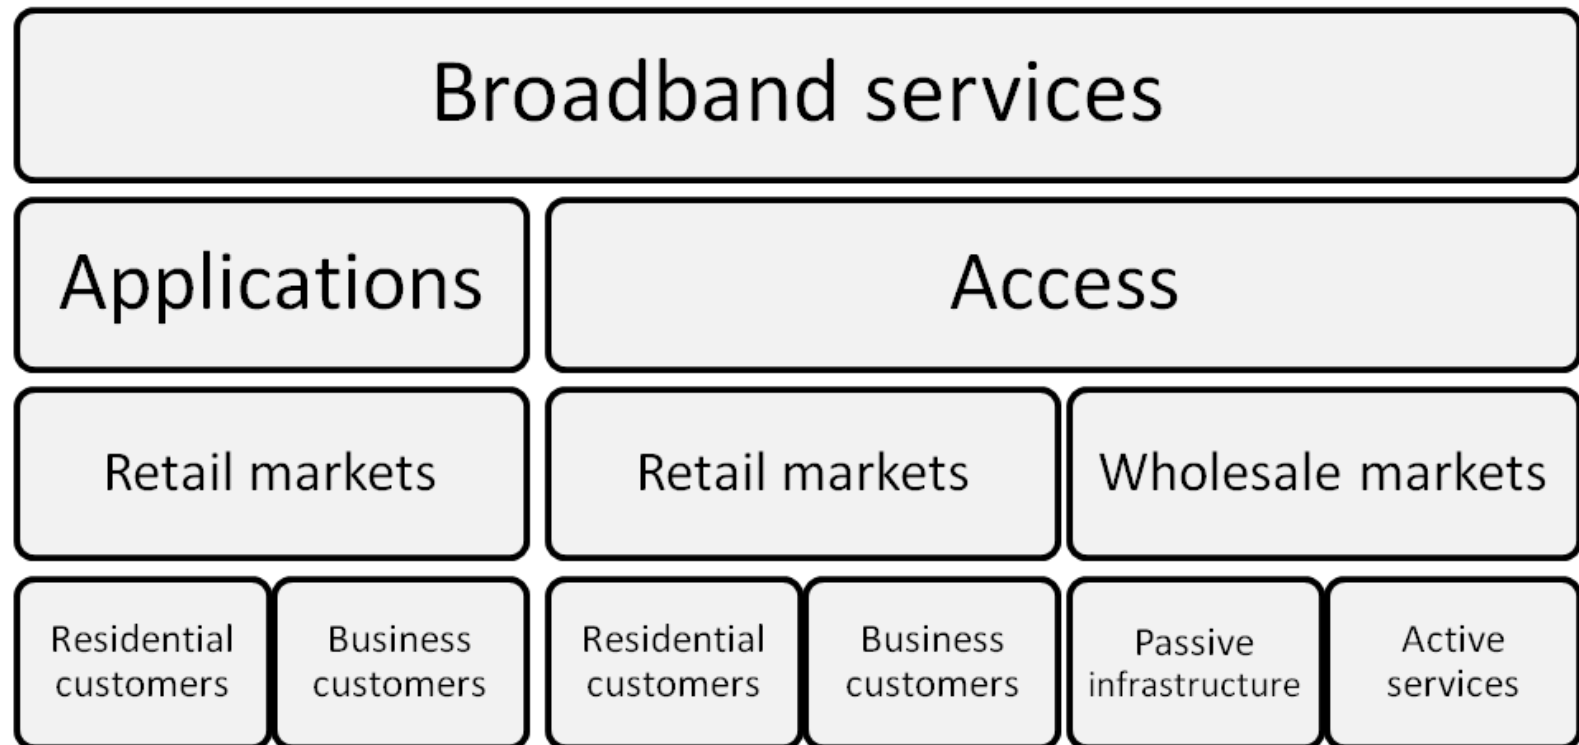 Broadband services
Applications
Access
Retail markets
Retail markets
Wholesale markets
Residential
customers
Business
customers
Residential
customers
Business
customers
Passive
infrastructure
Active
services